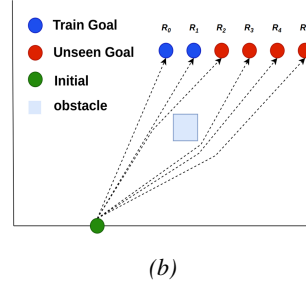 Train Goal
Unseen Goal
Initial
obstacle
R₀ R₁ R₂ R₃ R₄ R
(b)